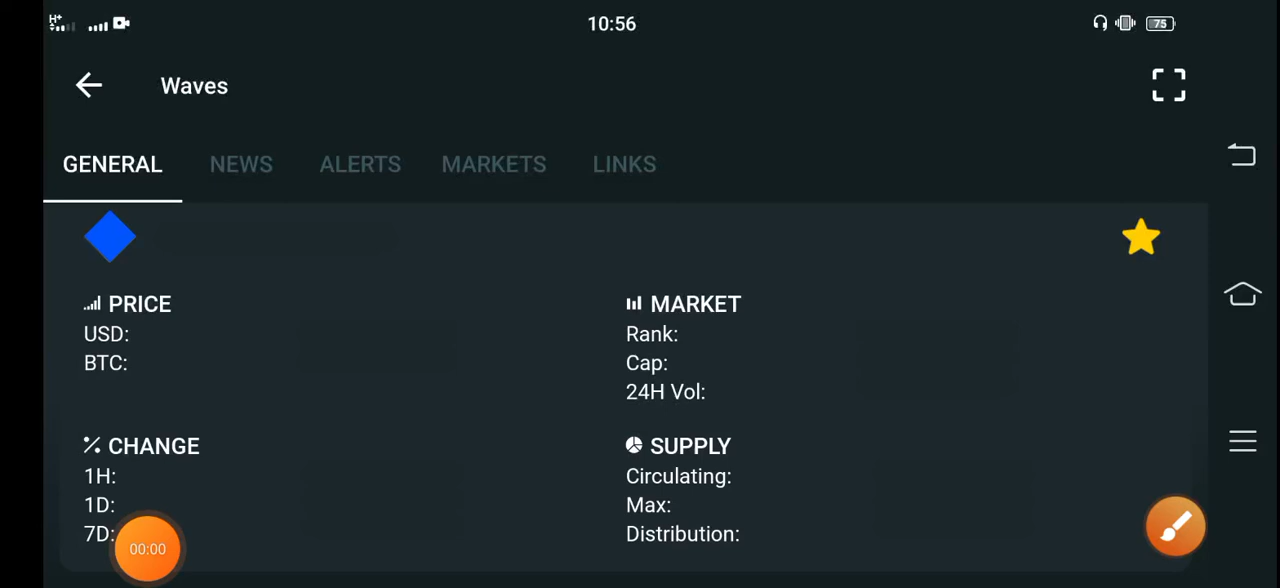 H+ 10:56 75
Waves
GENERAL NEWS ALERTS MARKETS LINKS
PRICE
USD:
BTC:
MARKET
Rank:
Cap:
24H Vol:
CHANGE
1H:
1D:
7D:
00:00
SUPPLY
Circulating:
Max:
Distribution: